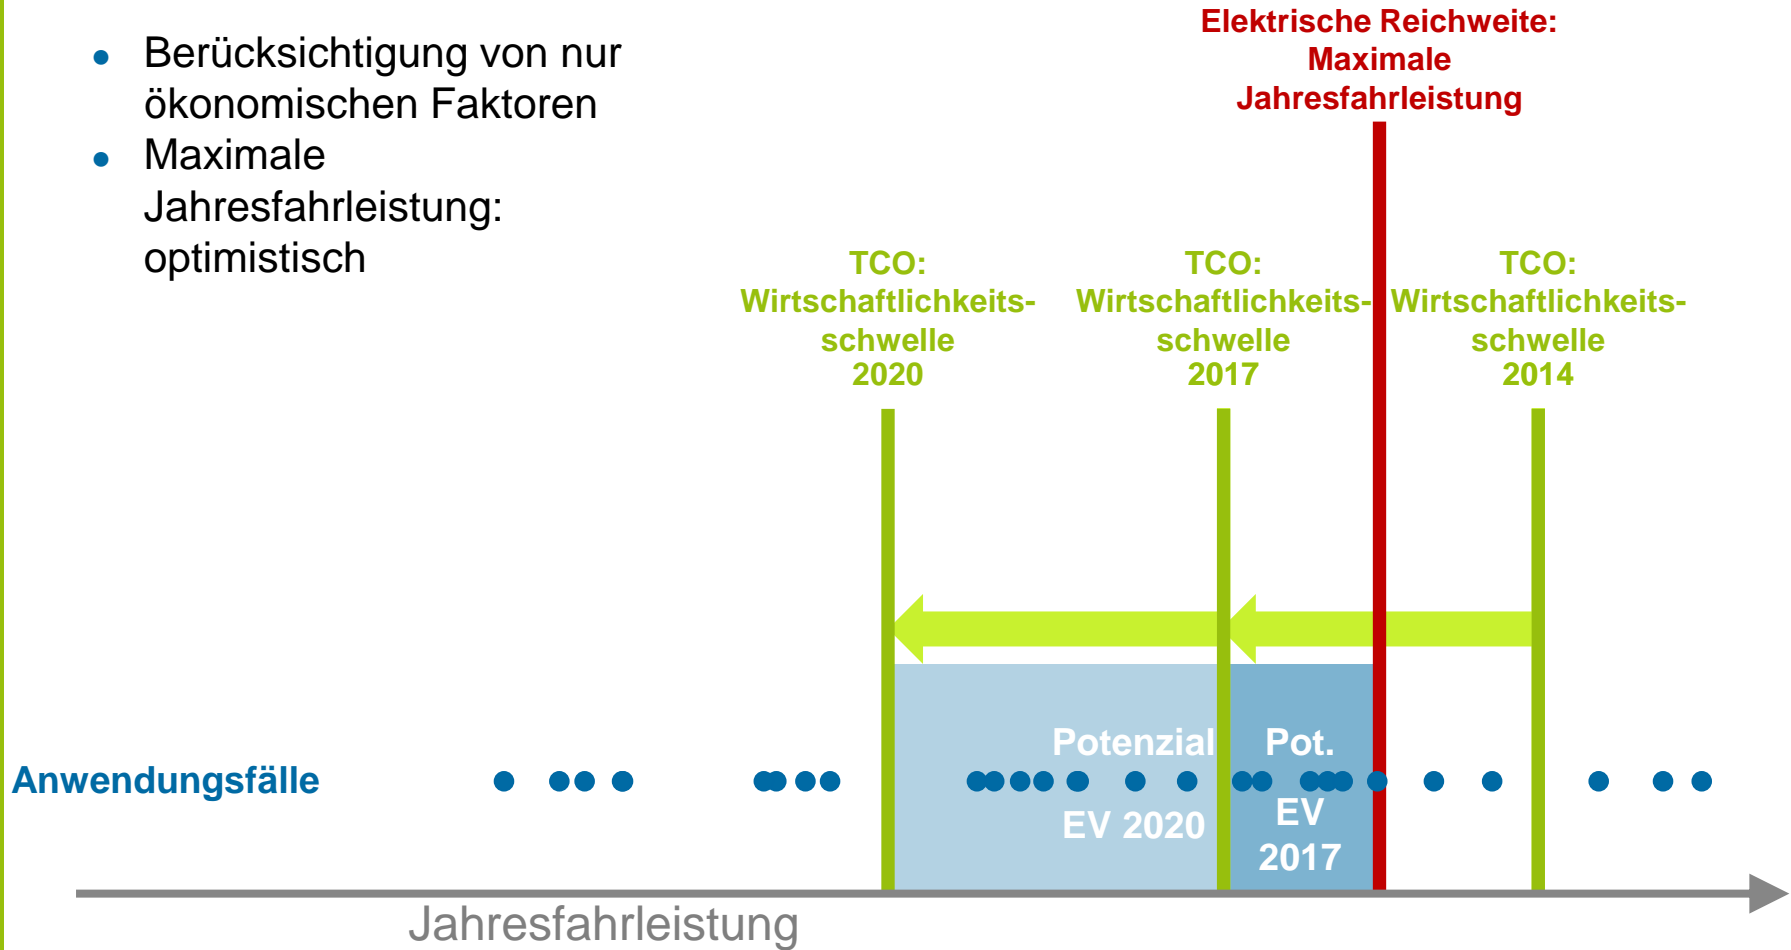 Berücksichtigung von nur
ökonomischen Faktoren
Maximale
Jahresfahrleistung:
optimistisch
Elektrische Reichweite:
Maximale
Jahresfahrleistung
TCO:
Wirtschaftlichkeits-
schwelle
2020
TCO:
Wirtschaftlichkeits-
schwelle
2017
TCO:
Wirtschaftlichkeits-
schwelle
2014
Potenzial
EV 2020
Pot.
EV
2017
Anwendungsfälle
Jahresfahrleistung